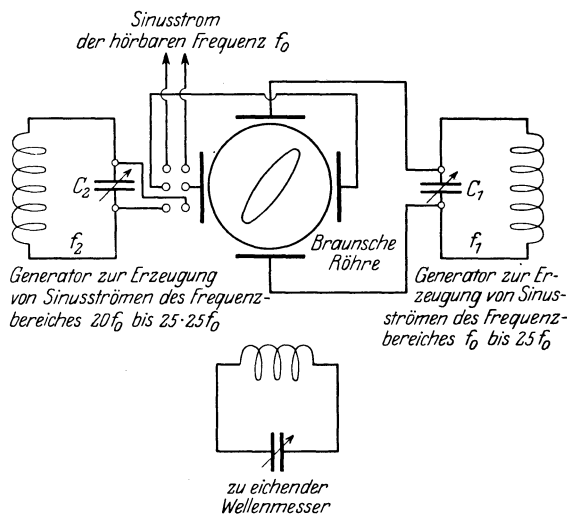 Sinusstrom
der hörbaren Frequenz f₀
C₂
f₂
Braunsche
Röhre
C₁
f₁
Generator zur Erzeugung
von Sinusströmen des Frequenz-
bereiches 20f₀ bis 25·25f₀
Generator zur Er-
zeugung von Sinus-
strömen des Frequenz-
bereiches f₀ bis 25f₀
zu eichender
Wellenmesser